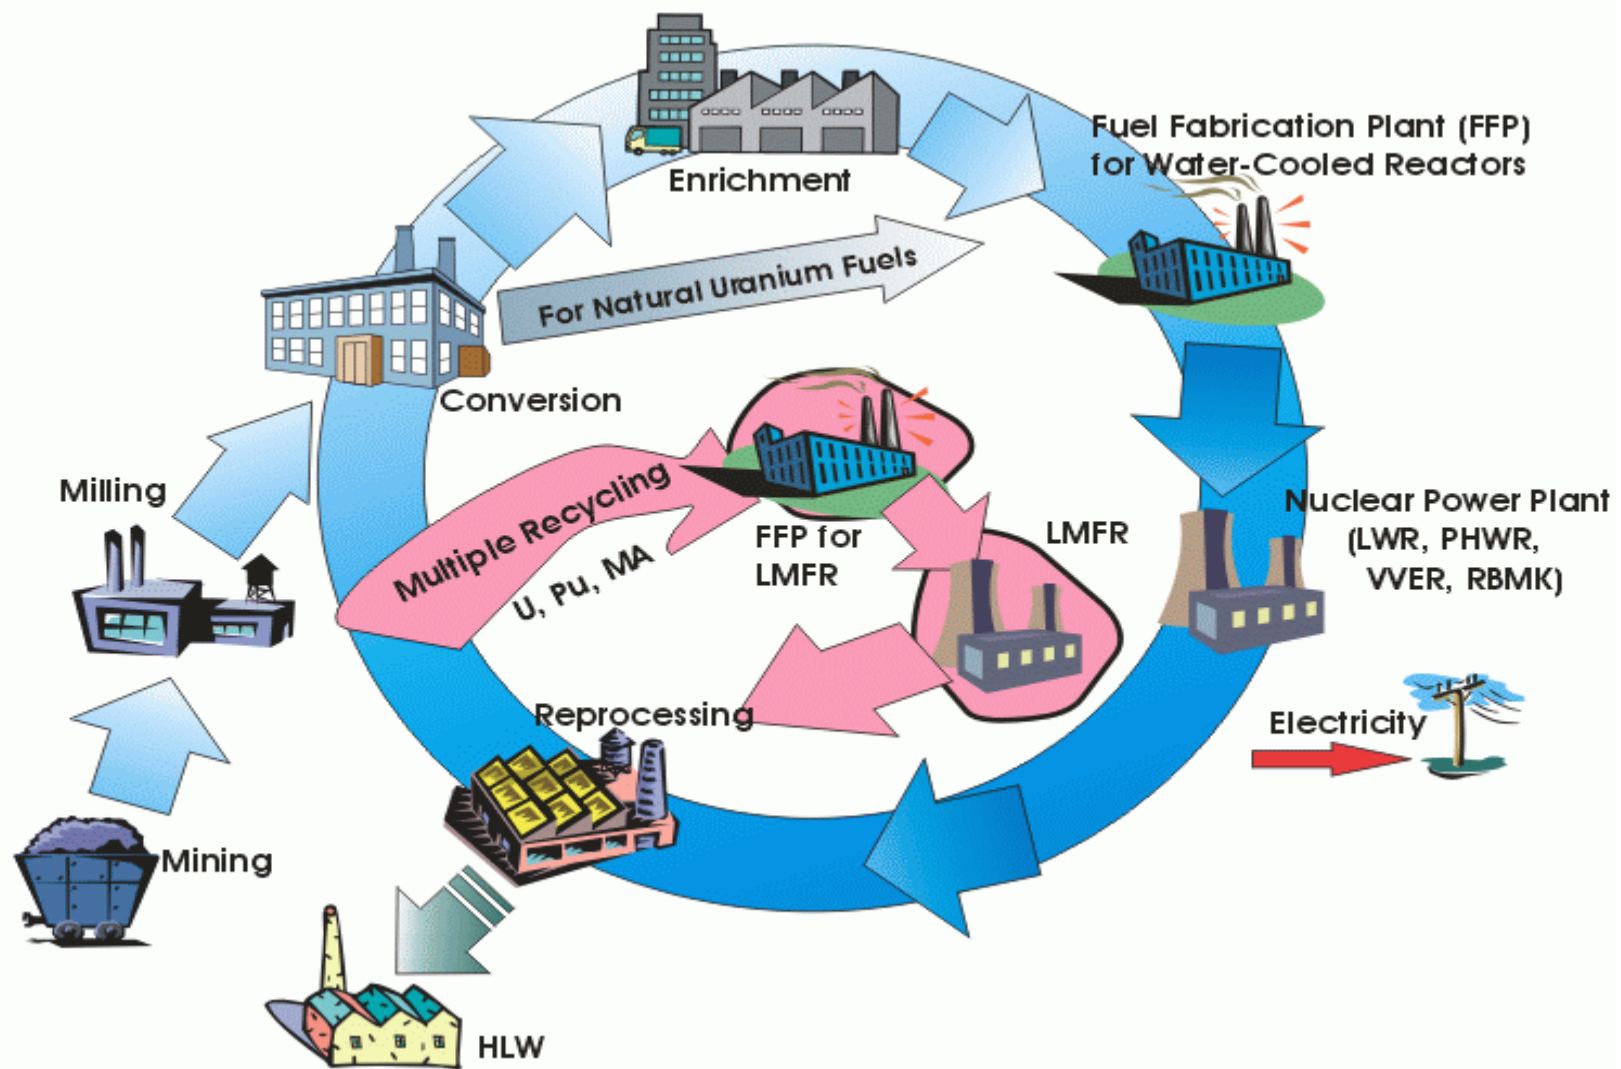 Fuel Fabrication Plant (FFP)
for Water-Cooled Reactors
Enrichment
For Natural Uranium Fuels
Conversion
Milling
Multiple Recycling
U, Pu, MA
FFP for
LMFR
LMFR
Nuclear Power Plant
(LWR, PHWR,
VVER, RBMK)
Reprocessing
Electricity
Mining
HLW